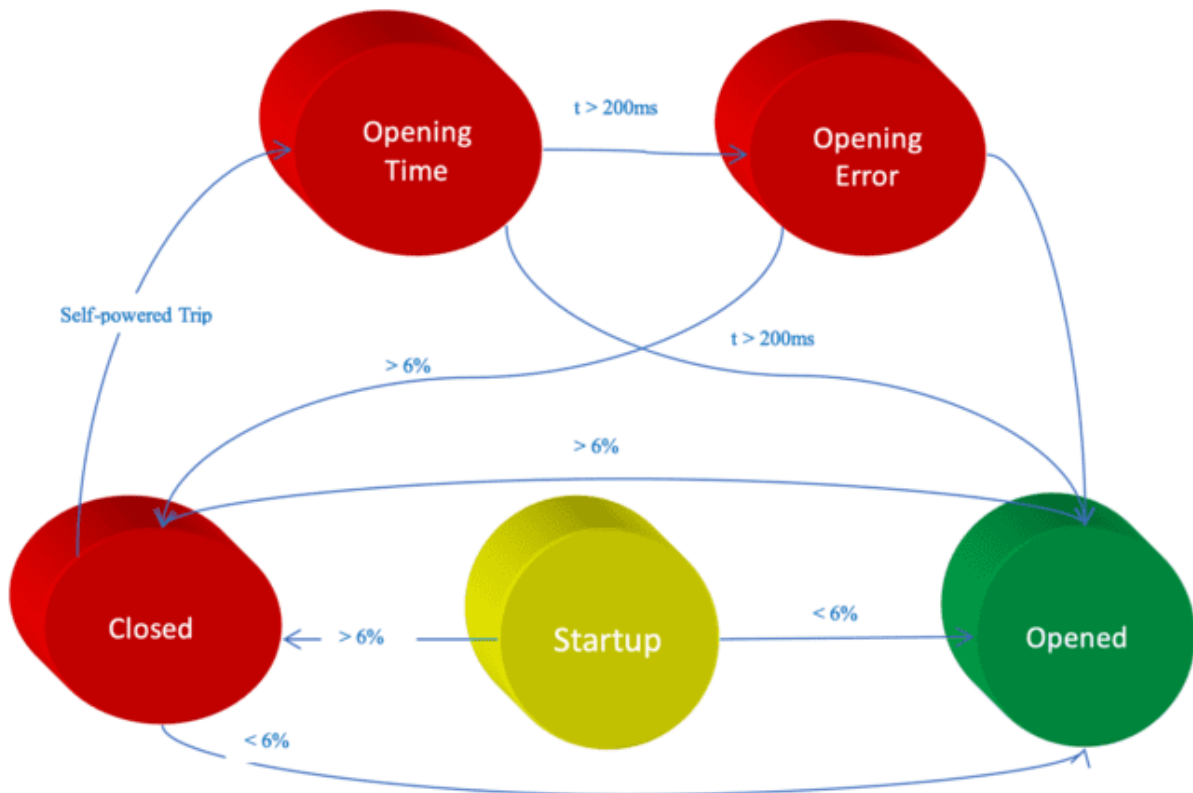 t > 200ms
Opening
Time
Opening
Error
Self-powered Trip
t > 200ms
> 6%
> 6%
Closed
> 6%
Startup
< 6%
Opened
< 6%